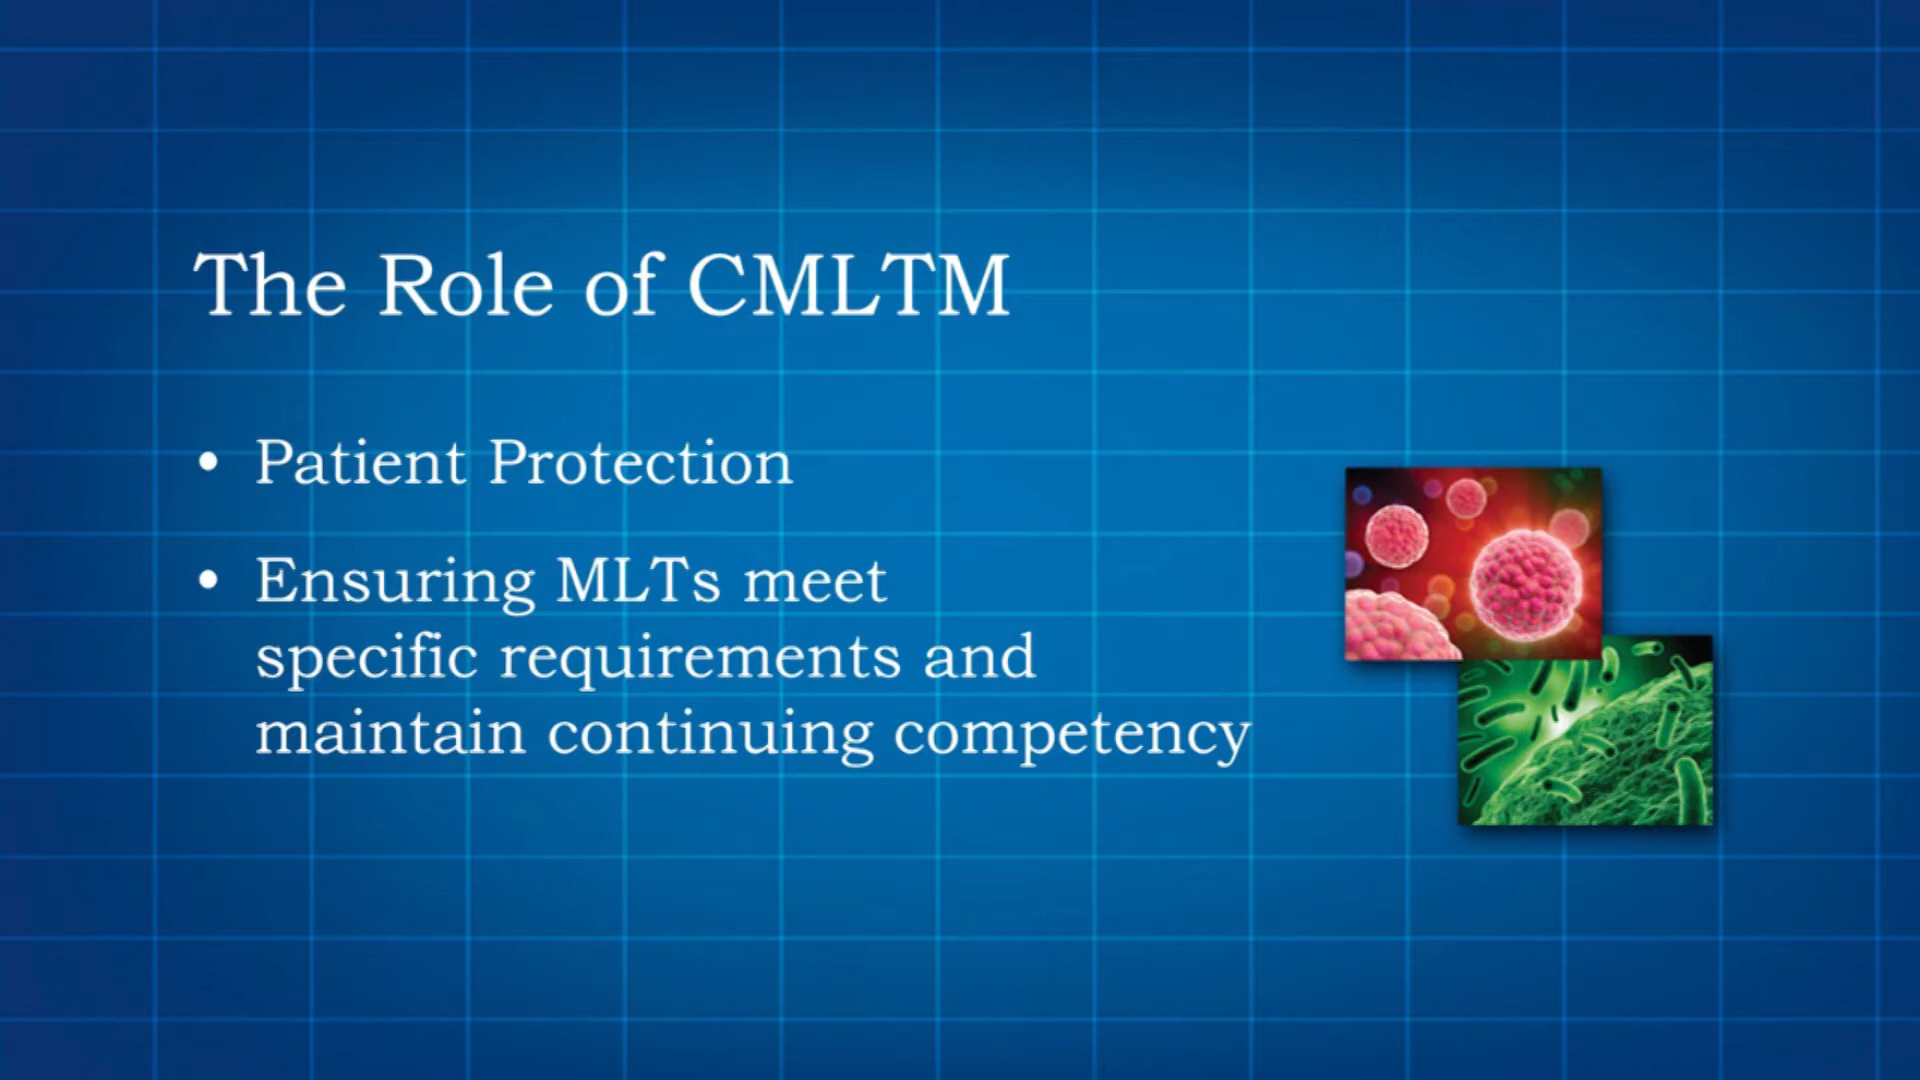 The Role of CMLTM
• Patient Protection
• Ensuring MLTs meet
specific requirements and
maintain continuing competency